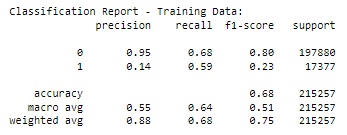 Classification Report - Training Data:
precision recall f1-score support
0 0.95 0.68 0.80 197880
1 0.14 0.59 0.23 17377
accuracy 0.68 215257
macro avg 0.55 0.64 0.51 215257
weighted avg 0.88 0.68 0.75 215257